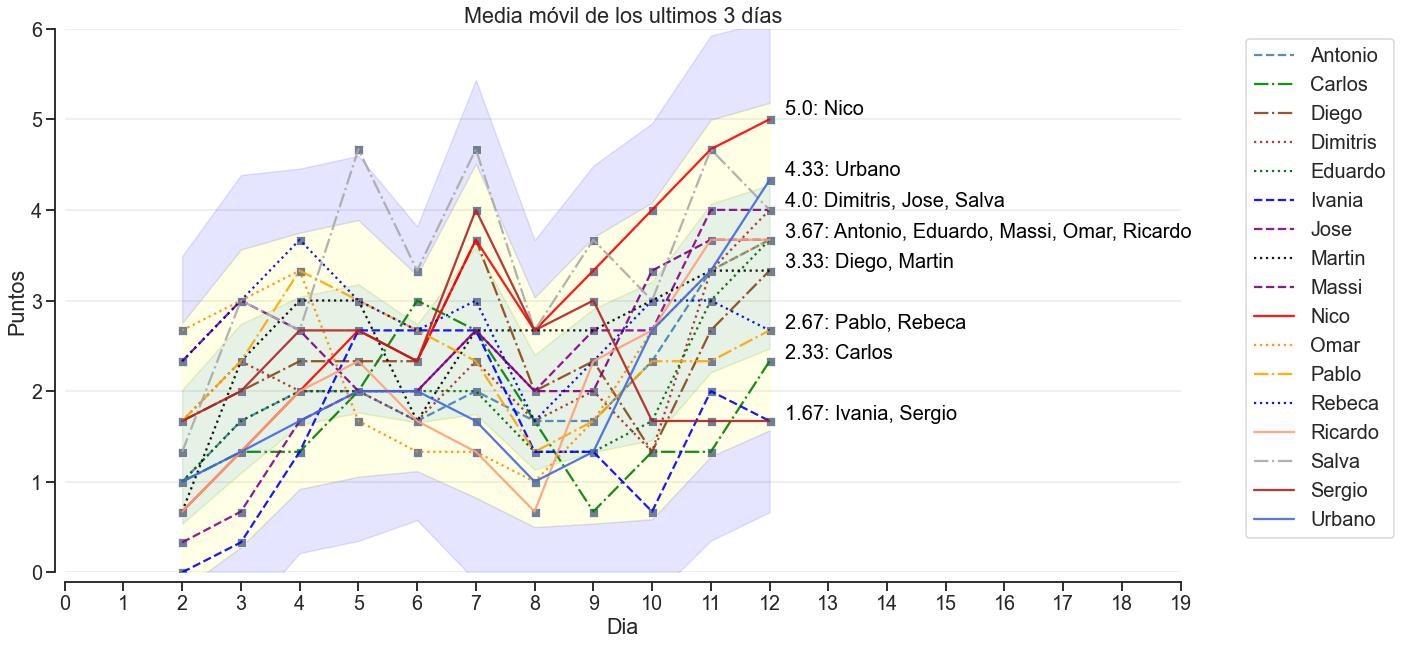 Media móvil de los ultimos 3 días
Puntos
6
5
4
3
2
1
0
5.0: Nico
4.33: Urbano
4.0: Dimitris, Jose, Salva
3.67: Antonio, Eduardo, Massi, Omar, Ricardo
3.33: Diego, Martin
2.67: Pablo, Rebeca
2.33: Carlos
1.67: Ivania, Sergio
0 1 2 3 4 5 6 7 8 9 10 11 12 13 14 15 16 17 18 19
Dia
Antonio
Carlos
Diego
Dimitris
Eduardo
Ivania
Jose
Martin
Massi
Nico
Omar
Pablo
Rebeca
Ricardo
Salva
Sergio
Urbano